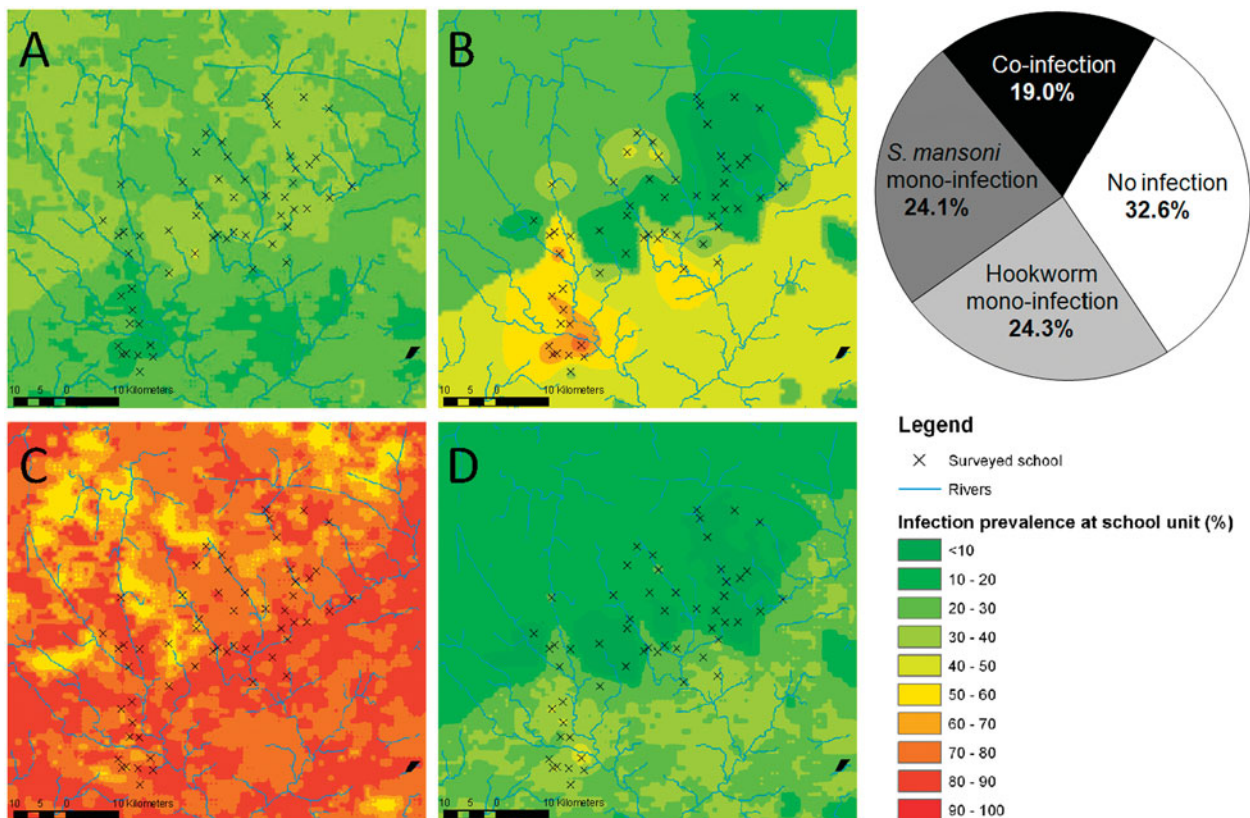 A
10 5 0 10 Kilometers
B
10 5 0 10 Kilometers
Co-infection
19.0%
S. mansoni
mono-infection
24.1%
No infection
32.6%
Hookworm
mono-infection
24.3%
C
10 5 0 10 Kilometers
D
10 5 0 10 Kilometers
Legend
Surveyed school
Rivers
Infection prevalence at school unit (%)
<10
10 - 20
20 - 30
30 - 40
40 - 50
50 - 60
60 - 70
70 - 80
80 - 90
90 - 100